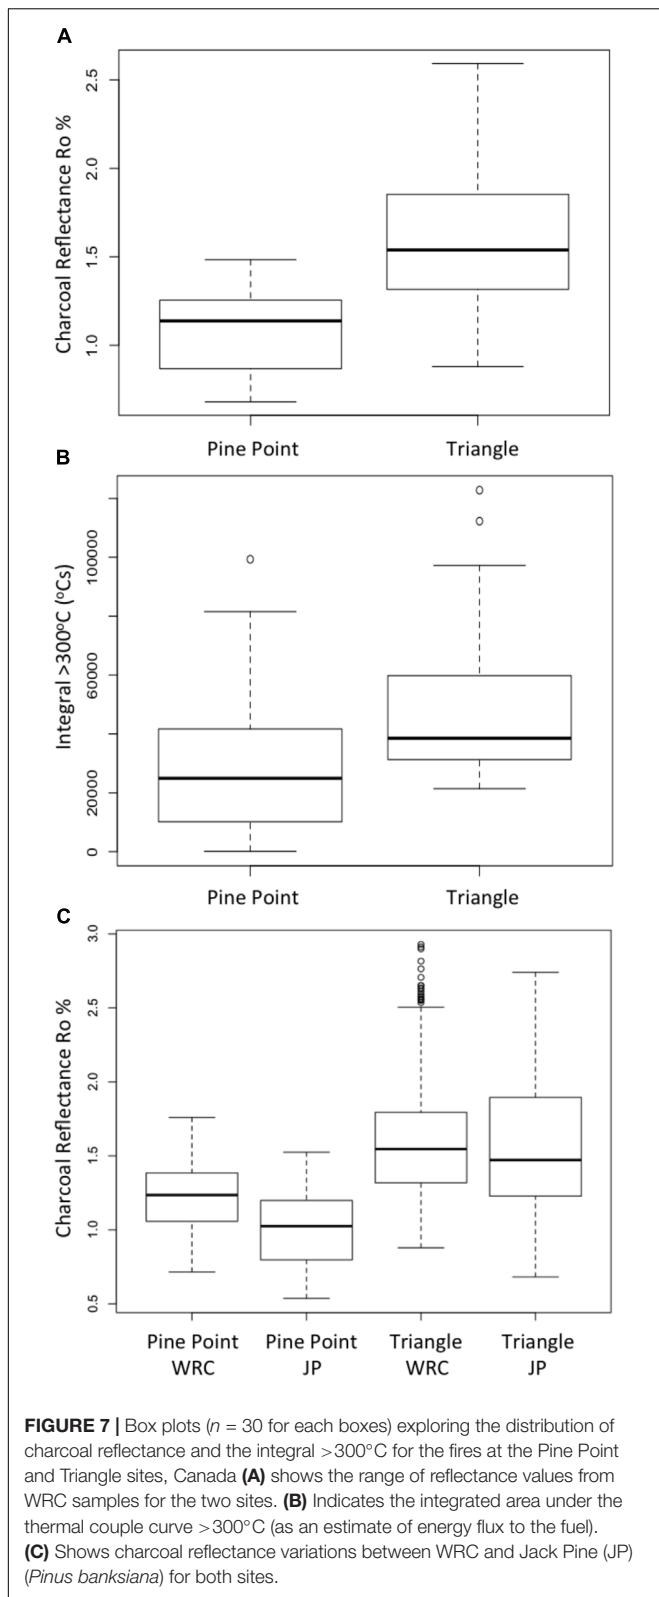 A
Charcoal Reflectance Ro %
2.5
2.0
1.5
1.0
Pine Point Triangle
B
Integral >300°C (°Cs)
100000
60000
20000
0
Pine Point Triangle
C
Charcoal Reflectance Ro %
3.0
2.5
2.0
1.5
1.0
0.5
Pine Point Pine Point Triangle Triangle
WRC JP WRC JP
FIGURE 7 | Box plots (n = 30 for each boxes) exploring the distribution of
charcoal reflectance and the integral >300°C for the fires at the Pine Point
and Triangle sites, Canada (A) shows the range of reflectance values from
WRC samples for the two sites. (B) Indicates the integrated area under the
thermal couple curve >300°C (as an estimate of energy flux to the fuel).
(C) Shows charcoal reflectance variations between WRC and Jack Pine (JP)
(Pinus banksiana) for both sites.